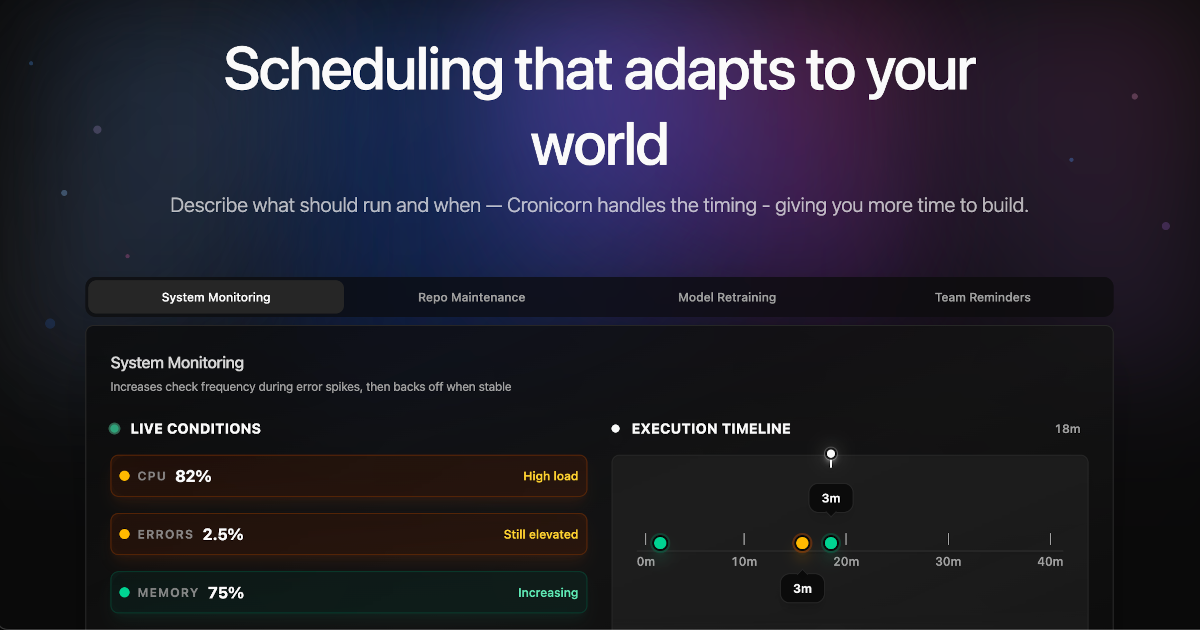 Scheduling that adapts to your
world
Describe what should run and when — Cronicorn handles the timing - giving you more time to build.
System Monitoring
Repo Maintenance
Model Retraining
Team Reminders
System Monitoring
Increases check frequency during error spikes, then backs off when stable
LIVE CONDITIONS
CPU 82% High load
ERRORS 2.5% Still elevated
MEMORY 75% Increasing
EXECUTION TIMELINE 18m
3m
0m 10m 20m 30m 40m
3m